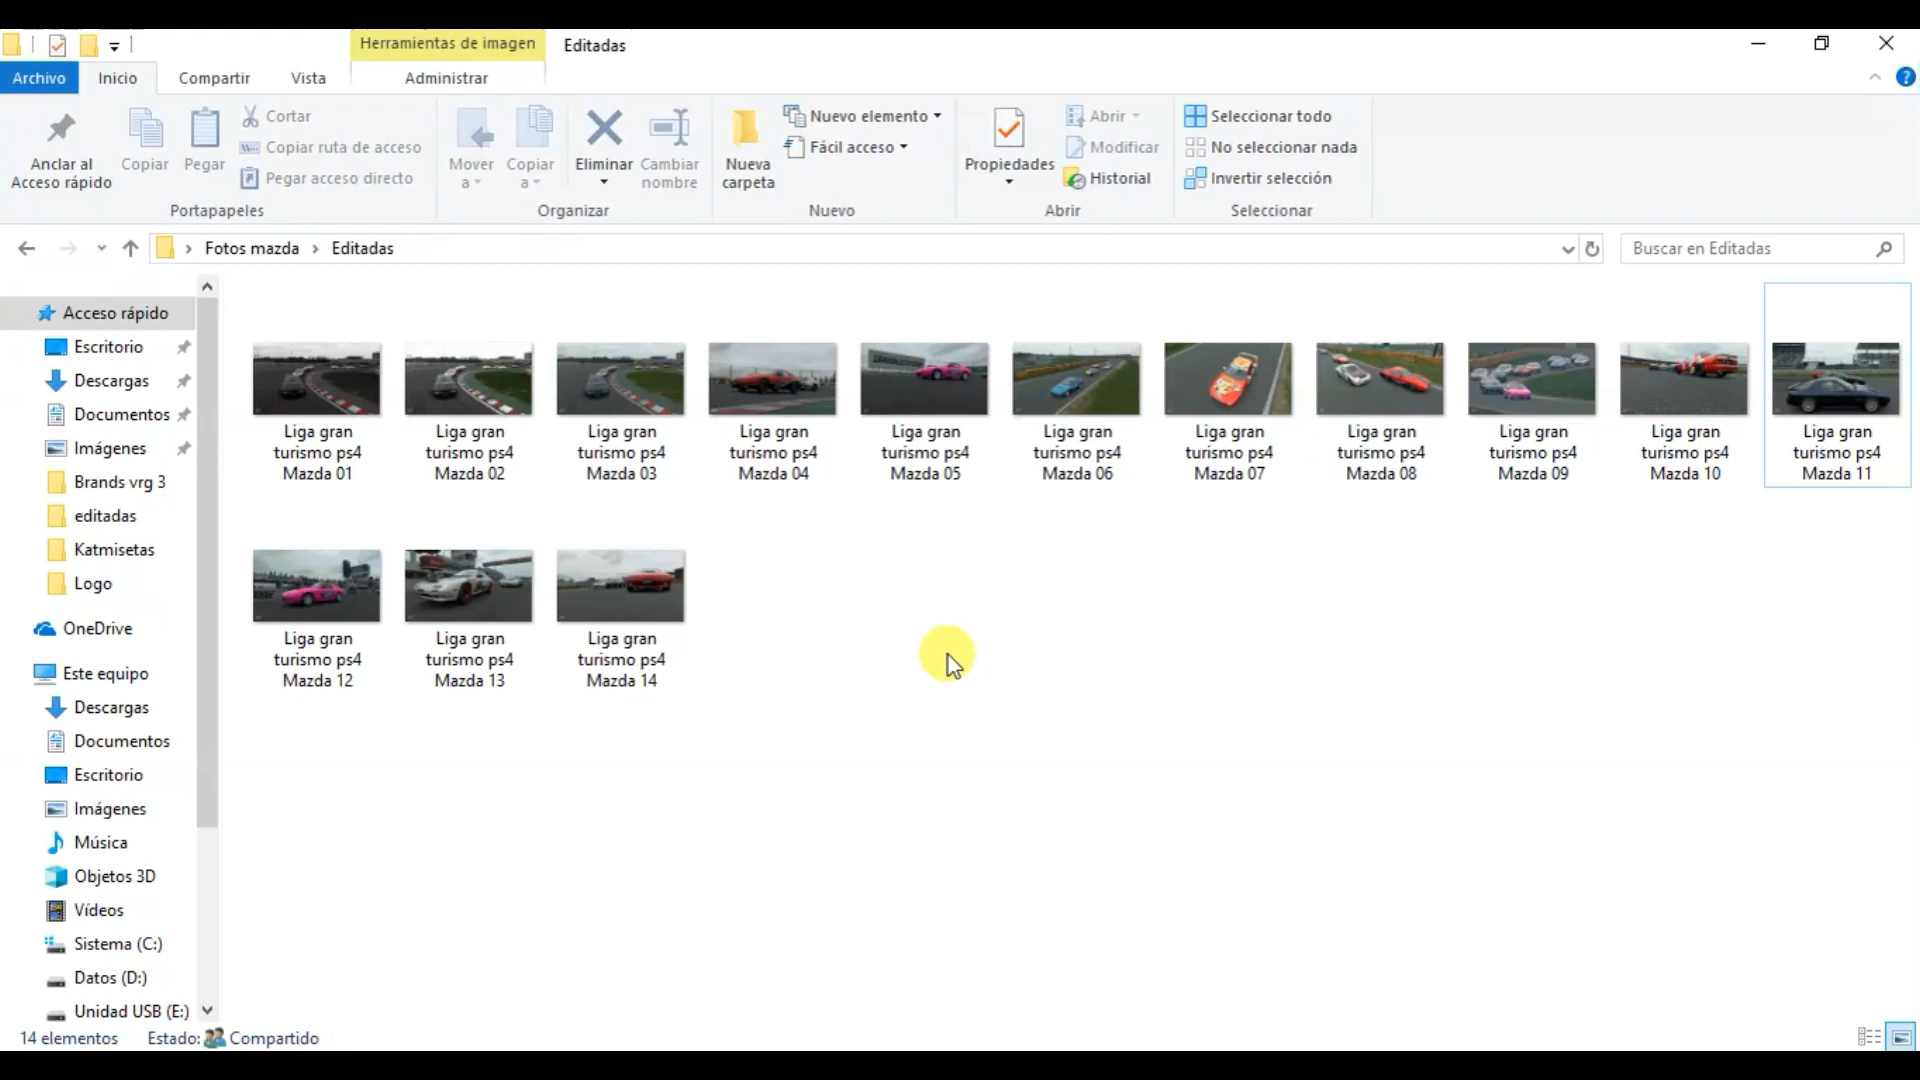 Herramientas de imagen
Editadas
Archivo
Inicio
Compartir
Vista
Administrar
Anclar al
Acceso rápido
Copiar
Pegar
Cortar
Copiar ruta de acceso
Pegar acceso directo
Portapapeles
Mover
a
Copiar
a
Eliminar
Cambiar
nombre
Organizar
Nueva
carpeta
Nuevo elemento
Fácil acceso
Nuevo
Propiedades
Abrir
Modificar
Historial
Abrir
Seleccionar todo
No seleccionar nada
Invertir selección
Seleccionar
Fotos mazda
Editadas
Buscar en Editadas
Acceso rápido
Escritorio
Descargas
Documentos
Imágenes
Brands vrg 3
editadas
Katmisetas
Logo
OneDrive
Este equipo
Descargas
Documentos
Escritorio
Imágenes
Música
Objetos 3D
Vídeos
Sistema (C:)
Datos (D:)
Unidad USB (E:)
Liga gran
turismo ps4
Mazda 01
Liga gran
turismo ps4
Mazda 02
Liga gran
turismo ps4
Mazda 03
Liga gran
turismo ps4
Mazda 04
Liga gran
turismo ps4
Mazda 05
Liga gran
turismo ps4
Mazda 06
Liga gran
turismo ps4
Mazda 07
Liga gran
turismo ps4
Mazda 08
Liga gran
turismo ps4
Mazda 09
Liga gran
turismo ps4
Mazda 10
Liga gran
turismo ps4
Mazda 11
Liga gran
turismo ps4
Mazda 12
Liga gran
turismo ps4
Mazda 13
Liga gran
turismo ps4
Mazda 14
14 elementos
Estado:
Compartido